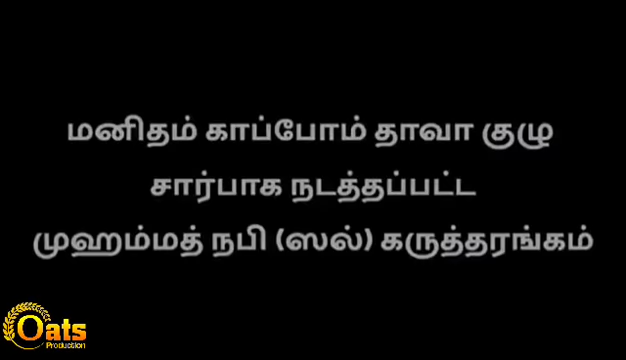 மனிதம் காப்போம் தாவா குழு
சார்பாக நடத்தப்பட்ட
முஹம்மத் நபி (ஸல்) கருத்தரங்கம்
Oats
Production